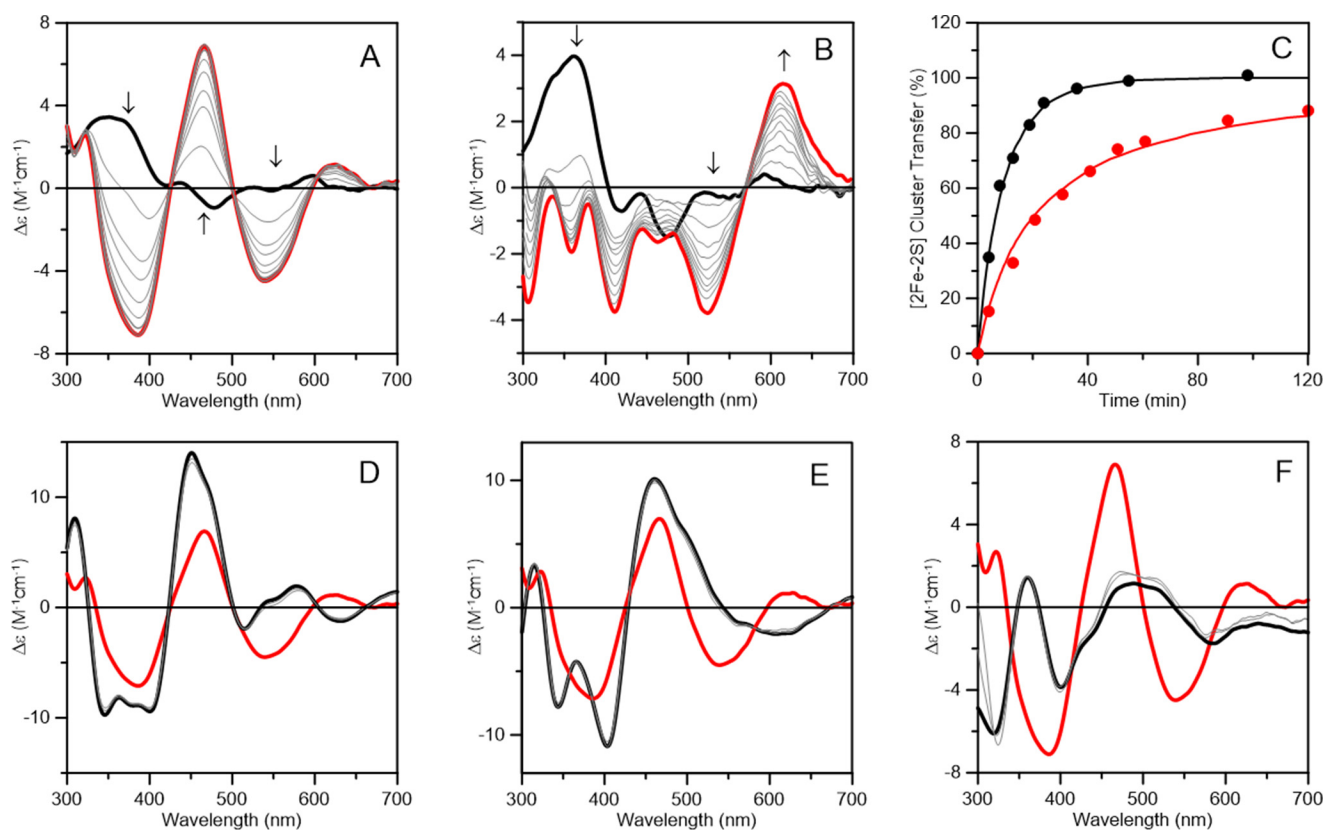 A
8
4
0
-4
-8
Δε (M⁻¹cm⁻¹)
300 400 500 600 700
Wavelength (nm)
B
4
2
0
-2
-4
Δε (M⁻¹cm⁻¹)
300 400 500 600 700
Wavelength (nm)
C
120
100
80
60
40
20
0
[2Fe-2S] Cluster Transfer (%)
0 40 80 120
Time (min)
D
10
0
-10
Δε (M⁻¹cm⁻¹)
300 400 500 600 700
Wavelength (nm)
E
10
0
-10
Δε (M⁻¹cm⁻¹)
300 400 500 600 700
Wavelength (nm)
F
8
4
0
-4
-8
Δε (M⁻¹cm⁻¹)
300 400 500 600 700
Wavelength (nm)